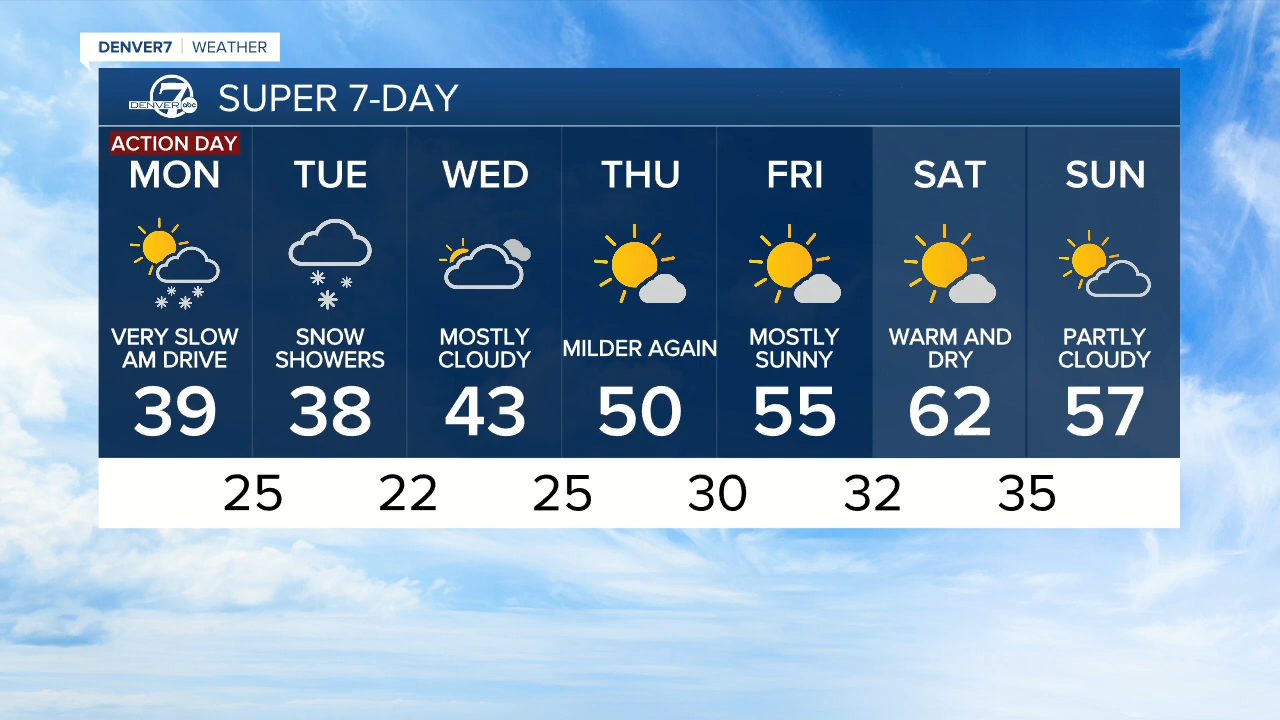 DENVER7 | WEATHER
7
DENVER abc
SUPER 7-DAY
ACTION DAY
MON
VERY SLOW
AM DRIVE
39
TUE
SNOW
SHOWERS
38
WED
MOSTLY
CLOUDY
43
THU
MILDER AGAIN
50
FRI
MOSTLY
SUNNY
55
SAT
WARM AND
DRY
62
SUN
PARTLY
CLOUDY
57
25 22 25 30 32 35